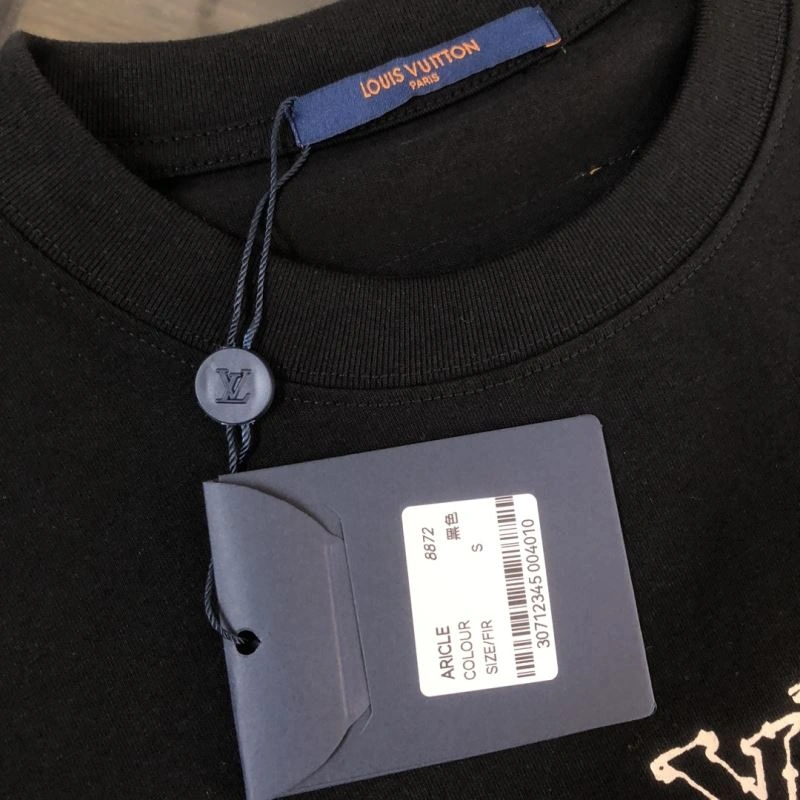 LOUIS VUITTON
PARIS
LV
ARICLE 8872
COLOUR 黑色
SIZE/FIR S
30712345 004010